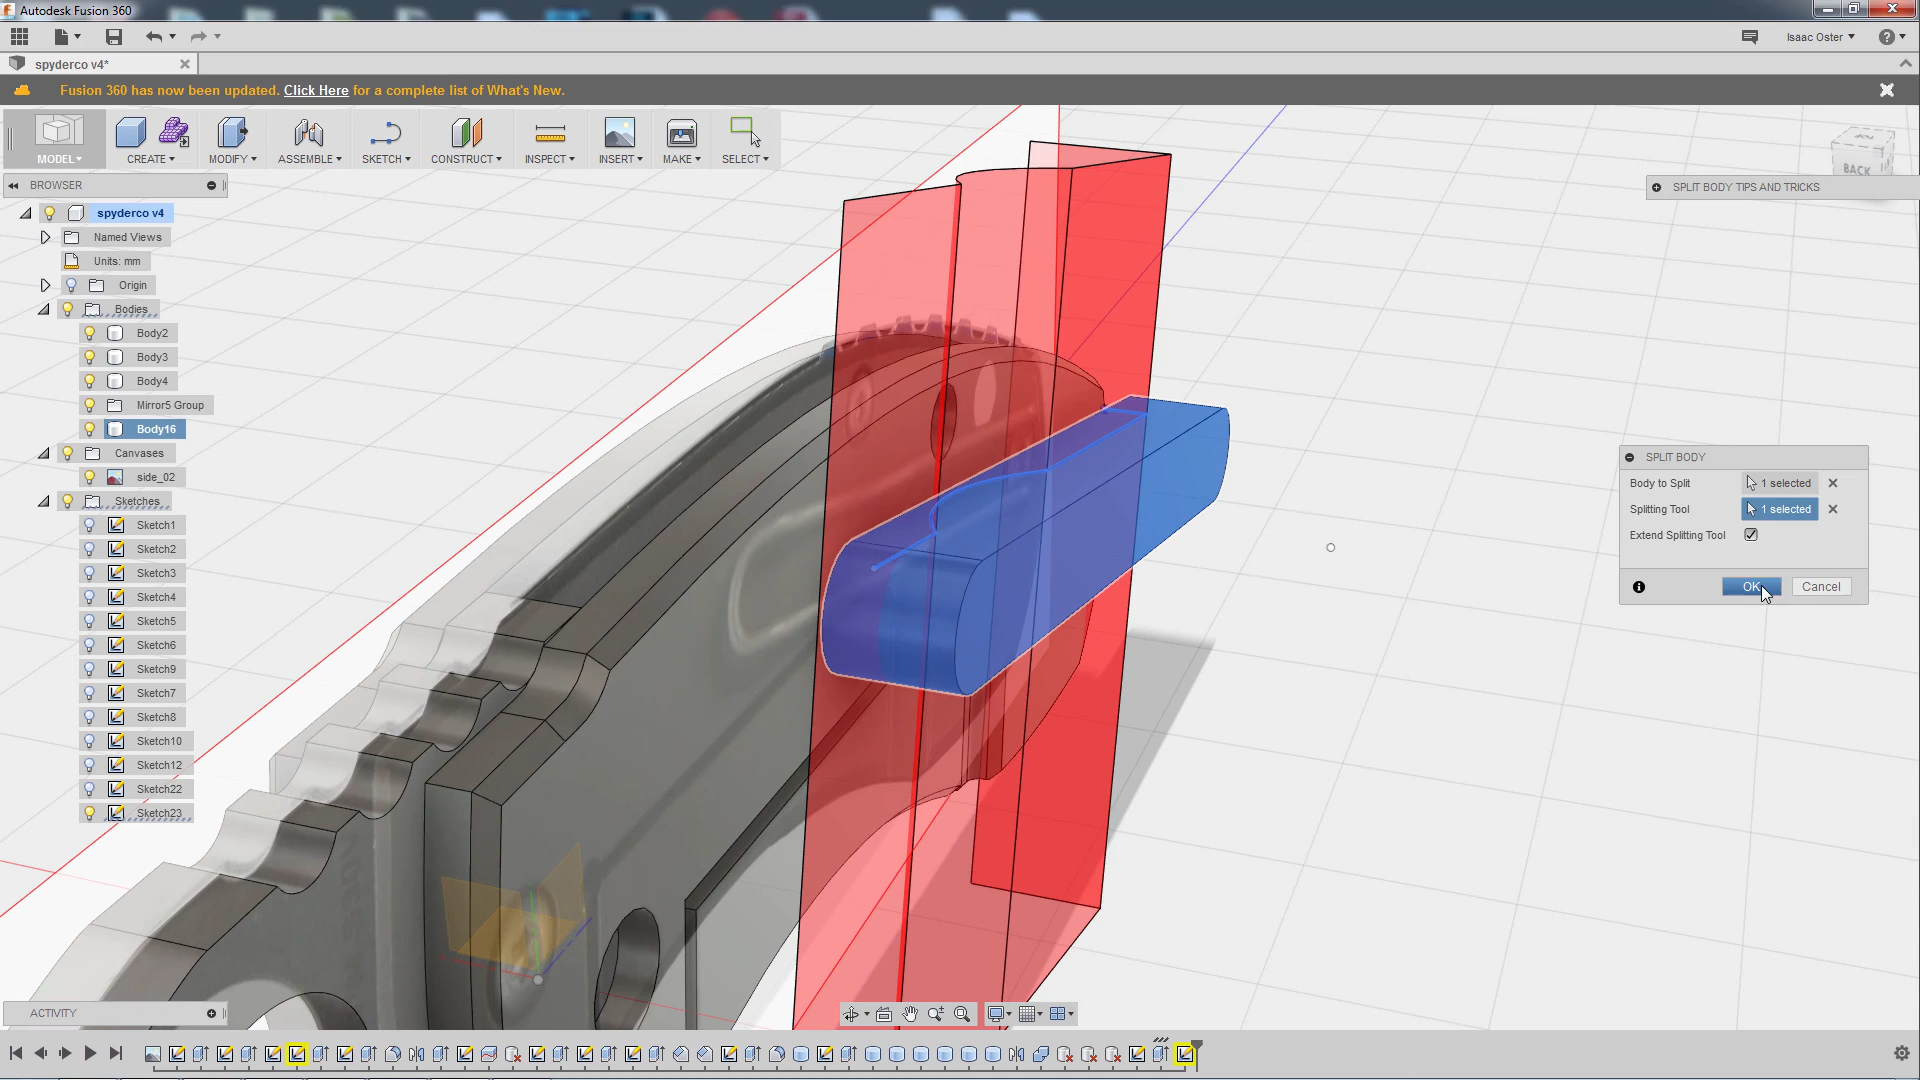 Autodesk Fusion 360
Isaac Oster
spyderco v4*
Fusion 360 has now been updated. Click Here for a complete list of What's New.
MODEL
CREATE
MODIFY
ASSEMBLE
SKETCH
CONSTRUCT
INSPECT
INSERT
MAKE
SELECT
BACK
BROWSER
SPLIT BODY TIPS AND TRICKS
spyderco v4
Named Views
Units: mm
Origin
Bodies
Body2
Body3
Body4
Mirror5 Group
Body16
Canvases
side_02
Sketches
Sketch1
Sketch2
Sketch3
Sketch4
Sketch5
Sketch6
Sketch9
Sketch7
Sketch8
Sketch10
Sketch12
Sketch22
Sketch23
SPLIT BODY
Body to Split 1 selected
Splitting Tool 1 selected
Extend Splitting Tool
OK Cancel
ACTIVITY